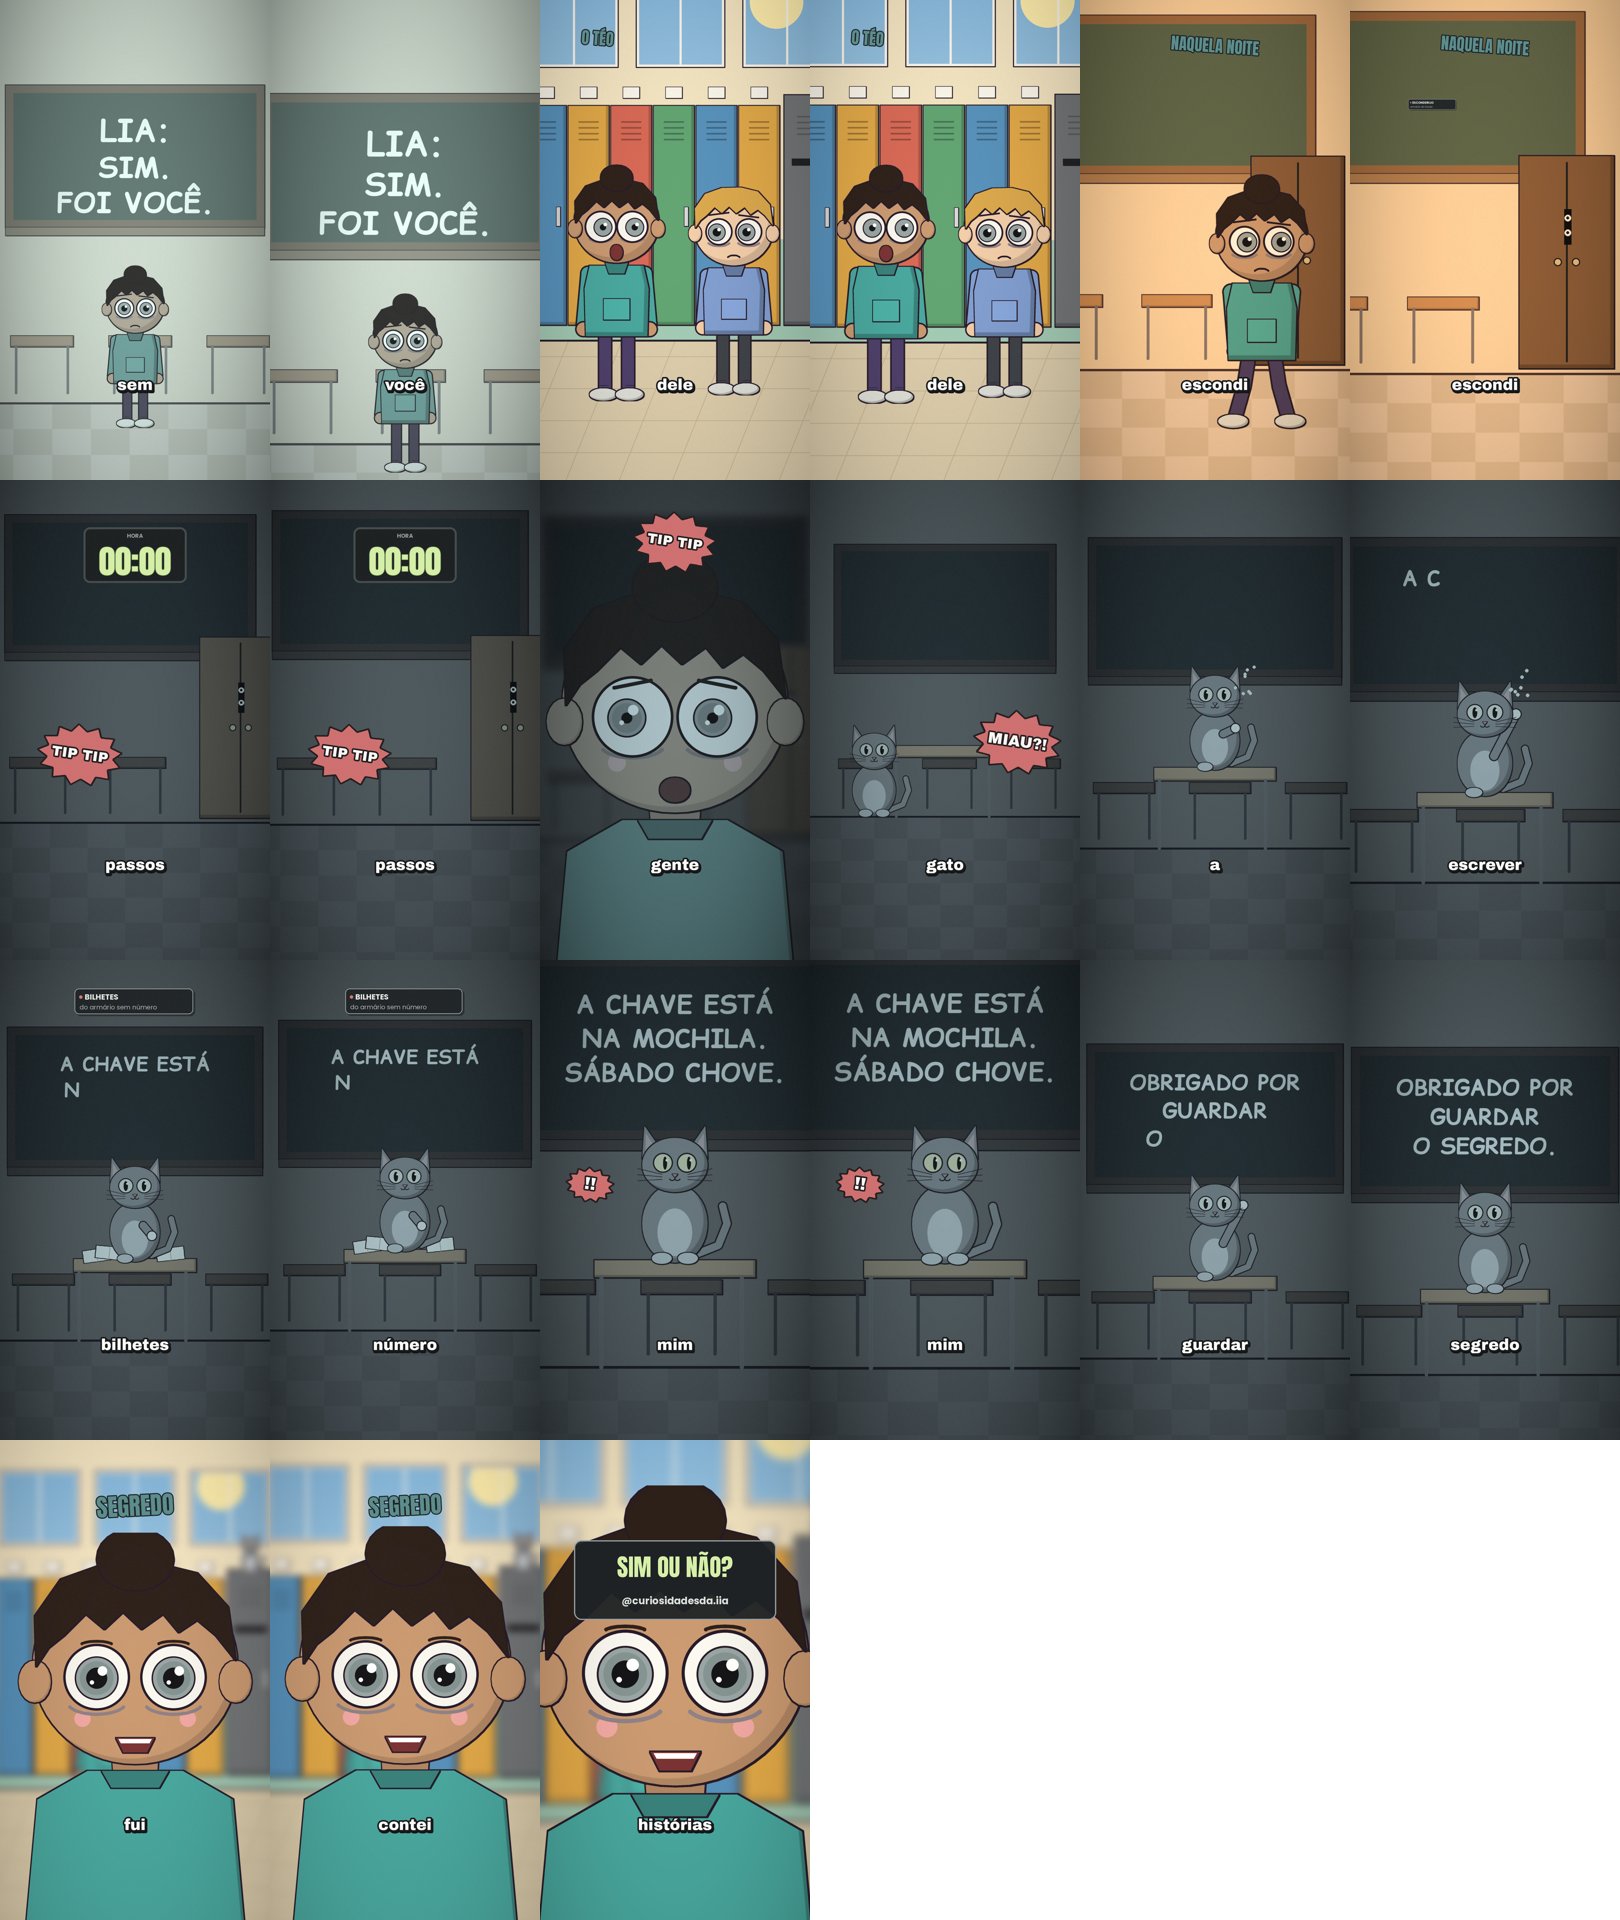 LIA:
SIM.
FOI VOCÊ.
sem
LIA:
SIM.
FOI VOCÊ.
você
O TÉO
dele
O TÉO
dele
NAQUELA NOITE
escondi
NAQUELA NOITE
ESCONDERIJO
escondi
HORA
00:00
TIP TIP
passos
HORA
00:00
TIP TIP
passos
TIP TIP
gente
MIAU?!
gato
a
A C
escrever
BILHETES
do armário sem número
A CHAVE ESTÁ
N
bilhetes
BILHETES
do armário sem número
A CHAVE ESTÁ
N
número
A CHAVE ESTÁ
NA MOCHILA.
SÁBADO CHOVE.
!!
mim
A CHAVE ESTÁ
NA MOCHILA.
SÁBADO CHOVE.
!!
mim
OBRIGADO POR
GUARDAR
O
guardar
OBRIGADO POR
GUARDAR
O SEGREDO.
segredo
SEGREDO
fui
SEGREDO
contei
SIM OU NÃO?
@curiosidadesda.iia
histórias